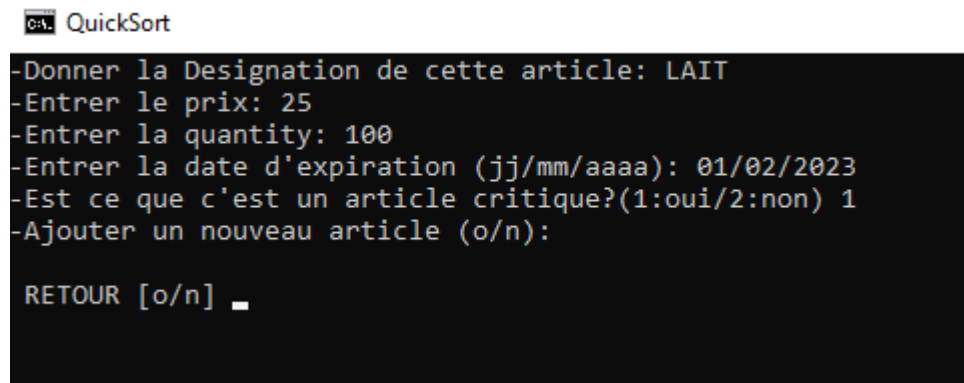 QuickSort
-Donner la Designation de cette article: LAIT
-Entrer le prix: 25
-Entrer la quantity: 100
-Entrer la date d'expiration (jj/mm/aaaa): 01/02/2023
-Est ce que c'est un article critique?(1:oui/2:non) 1
-Ajouter un nouveau article (o/n):
RETOUR [o/n]